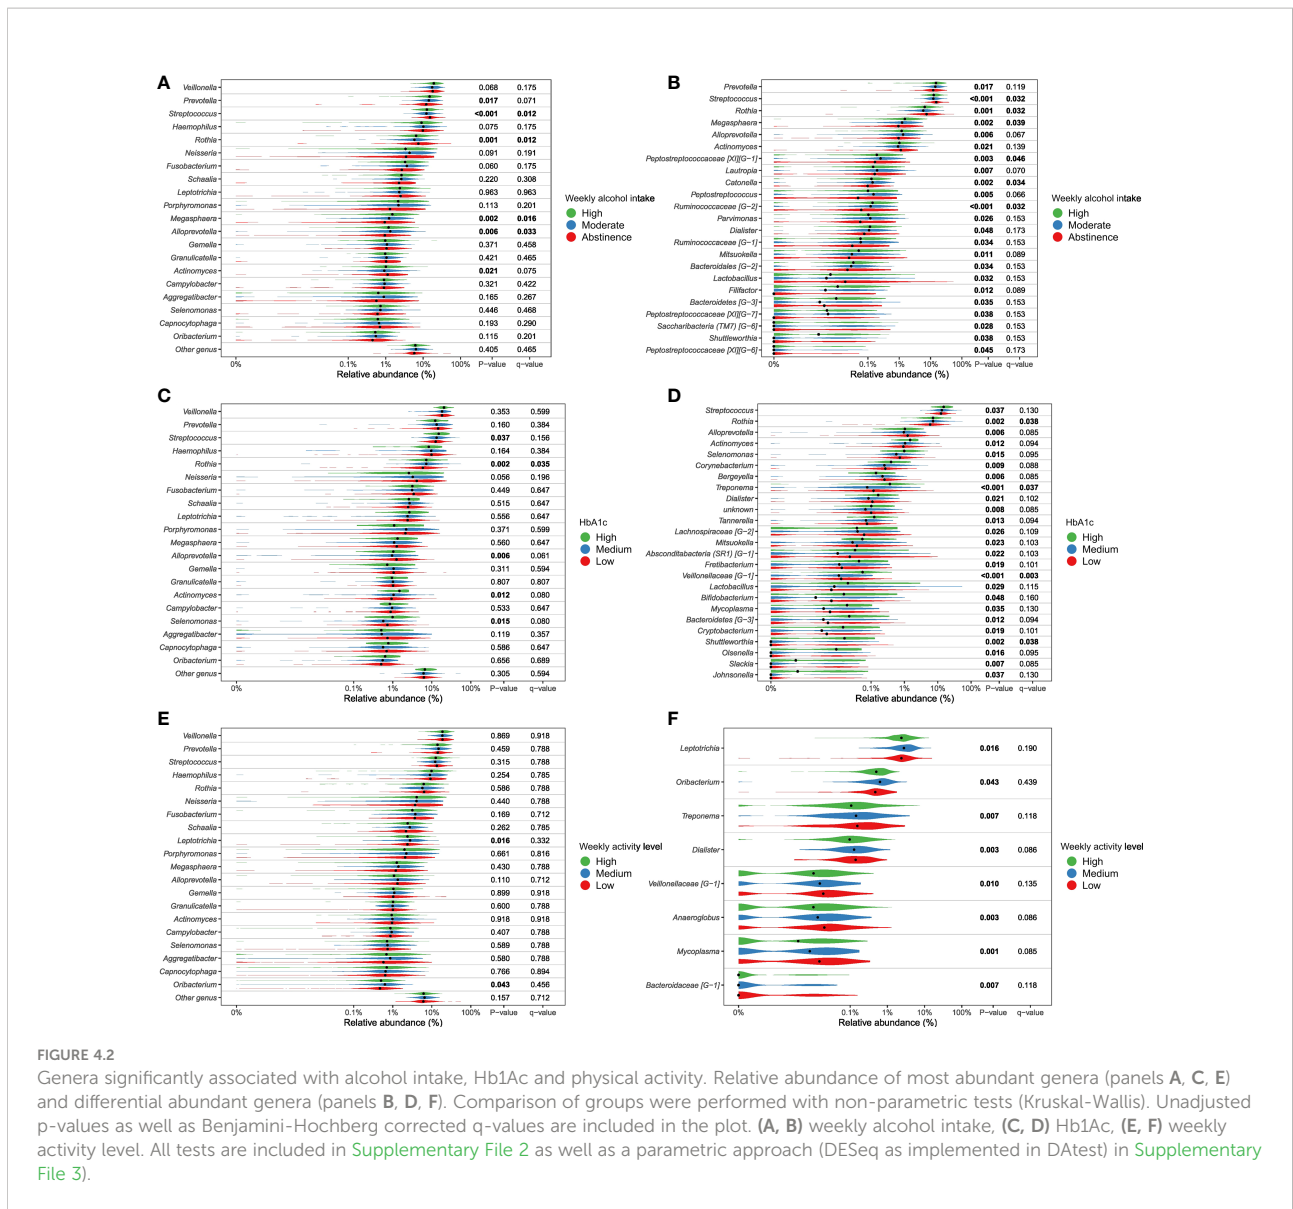 A
Veillonella 0.068 0.175
Prevotella 0.017 0.071
Streptococcus <0.001 0.012
Haemophilus 0.075 0.175
Rothia 0.001 0.012
Neisseria 0.091 0.191
Fusobacterium 0.060 0.175
Schaalia 0.220 0.308
Leptotrichia 0.963 0.963
Porphyromonas 0.113 0.201
Megasphaera 0.002 0.016
Alloprevotella 0.006 0.033
Gemella 0.371 0.458
Granulicatella 0.421 0.465
Actinomyces 0.021 0.075
Campylobacter 0.321 0.422
Aggregatibacter 0.165 0.267
Selenomonas 0.446 0.468
Capnocytophaga 0.193 0.290
Oribacterium 0.115 0.201
Other genus 0.405 0.465
0% 0.1% 1% 10% 100% P−value q−value
Relative abundance (%)
Weekly alcohol intake
High
Moderate
Abstinence
B
Prevotella 0.017 0.119
Streptococcus <0.001 0.032
Rothia 0.001 0.032
Megasphaera 0.002 0.039
Alloprevotella 0.006 0.067
Actinomyces 0.021 0.139
Peptostreptococcaceae [XI][G−1] 0.003 0.046
Lautropia 0.007 0.070
Catonella 0.002 0.034
Peptostreptococcus 0.005 0.066
Ruminococcaceae [G−2] <0.001 0.032
Parvimonas 0.026 0.153
Dialister 0.048 0.173
Ruminococcaceae [G−1] 0.034 0.153
Mitsuokella 0.011 0.089
Bacteroidales [G−2] 0.034 0.153
Lactobacillus 0.032 0.153
Filifactor 0.012 0.089
Bacteroidetes [G−3] 0.035 0.153
Peptostreptococcaceae [XI][G−7] 0.038 0.153
Saccharibacteria (TM7) [G−6] 0.028 0.153
Shuttleworthia 0.038 0.153
Peptostreptococcaceae [XI][G−6] 0.045 0.173
0% 0.1% 1% 10% 100% P−value q−value
Relative abundance (%)
Weekly alcohol intake
High
Moderate
Abstinence
C
Veillonella 0.353 0.599
Prevotella 0.160 0.384
Streptococcus 0.037 0.156
Haemophilus 0.164 0.384
Rothia 0.002 0.035
Neisseria 0.056 0.196
Fusobacterium 0.449 0.647
Schaalia 0.515 0.647
Leptotrichia 0.556 0.647
Porphyromonas 0.371 0.599
Megasphaera 0.560 0.647
Alloprevotella 0.006 0.061
Gemella 0.311 0.594
Granulicatella 0.807 0.807
Actinomyces 0.012 0.080
Campylobacter 0.533 0.647
Selenomonas 0.015 0.080
Aggregatibacter 0.119 0.357
Capnocytophaga 0.586 0.647
Oribacterium 0.656 0.689
Other genus 0.305 0.594
0% 0.1% 1% 10% 100% P−value q−value
Relative abundance (%)
HbA1c
High
Medium
Low
D
Streptococcus 0.037 0.130
Rothia 0.002 0.038
Alloprevotella 0.006 0.085
Actinomyces 0.012 0.094
Selenomonas 0.015 0.095
Corynebacterium 0.009 0.088
Bergeyella 0.006 0.085
Treponema <0.001 0.037
Dialister 0.021 0.102
unknown 0.008 0.085
Tannerella 0.013 0.094
Lachnospiraceae [G−2] 0.026 0.109
Mitsuokella 0.023 0.103
Absconditabacteria (SR1) [G−1] 0.022 0.103
Fretibacterium 0.019 0.101
Veillonellaceae [G−1] <0.001 0.003
Lactobacillus 0.029 0.115
Bifidobacterium 0.048 0.160
Mycoplasma 0.035 0.130
Bacteroidetes [G−3] 0.012 0.094
Cryptobacterium 0.019 0.101
Shuttleworthia 0.002 0.038
Olsenella 0.016 0.095
Slackia 0.007 0.085
Johnsonella 0.037 0.130
0% 0.1% 1% 10% 100% P−value q−value
Relative abundance (%)
HbA1c
High
Medium
Low
E
Veillonella 0.869 0.918
Prevotella 0.459 0.788
Streptococcus 0.315 0.788
Haemophilus 0.254 0.785
Rothia 0.586 0.788
Neisseria 0.440 0.788
Fusobacterium 0.169 0.712
Schaalia 0.262 0.785
Leptotrichia 0.016 0.332
Porphyromonas 0.661 0.816
Megasphaera 0.430 0.788
Alloprevotella 0.110 0.712
Gemella 0.899 0.918
Granulicatella 0.600 0.788
Actinomyces 0.918 0.918
Campylobacter 0.407 0.788
Selenomonas 0.589 0.788
Aggregatibacter 0.580 0.788
Capnocytophaga 0.766 0.894
Oribacterium 0.043 0.456
Other genus 0.157 0.712
0% 0.1% 1% 10% 100% P−value q−value
Relative abundance (%)
Weekly activity level
High
Medium
Low
F
Leptotrichia 0.016 0.190
Oribacterium 0.043 0.439
Treponema 0.007 0.118
Dialister 0.003 0.086
Veillonellaceae [G−1] 0.010 0.135
Anaeroglobus 0.003 0.086
Mycoplasma 0.001 0.085
Bacteroidaceae [G−1] 0.007 0.118
0% 0.1% 1% 10% 100% P−value q−value
Relative abundance (%)
Weekly activity level
High
Medium
Low
FIGURE 4.2
Genera significantly associated with alcohol intake, Hb1Ac and physical activity. Relative abundance of most abundant genera (panels A, C, E)
and differential abundant genera (panels B, D, F). Comparison of groups were performed with non-parametric tests (Kruskal-Wallis). Unadjusted
p-values as well as Benjamini-Hochberg corrected q-values are included in the plot. (A, B) weekly alcohol intake, (C, D) Hb1Ac, (E, F) weekly
activity level. All tests are included in Supplementary File 2 as well as a parametric approach (DESeq as implemented in DAtest) in Supplementary
File 3).